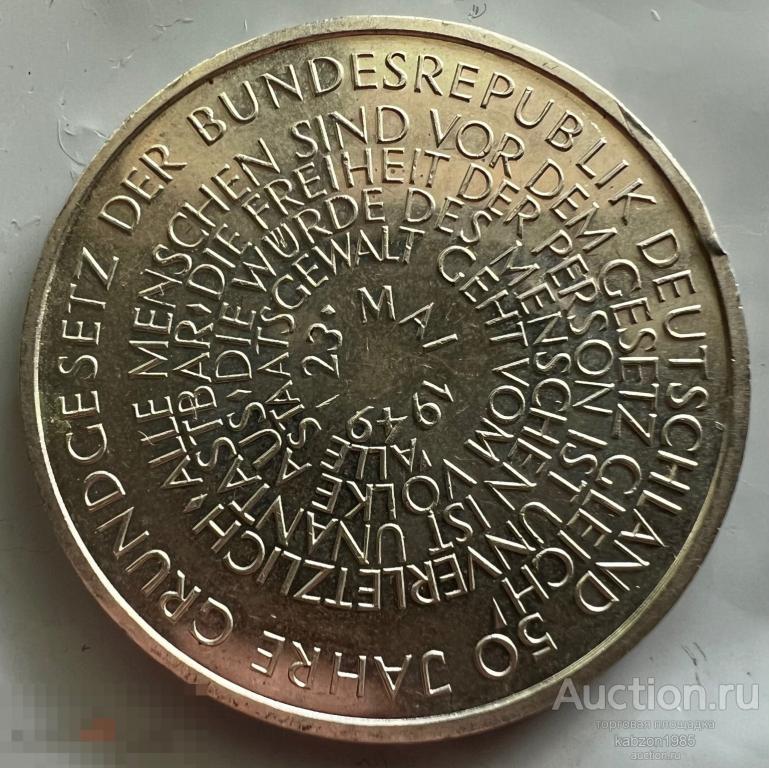 50 JAHRE GRUNDGESETZ DER BUNDESREPUBLIK DEUTSCHLAND
ALLE MENSCHEN SIND VOR DEM GESETZ GLEICH,
DIE FREIHEIT DER PERSON IST UNVERLETZLICH
DIE WÜRDE DES MENSCHEN IST UNANTASTBAR
ALLE STAATSGEWALT GEHT VOM VOLKE AUS
23. MAI 1949
Auction.ru
торговая площадка
kabzon1985
auction.ru